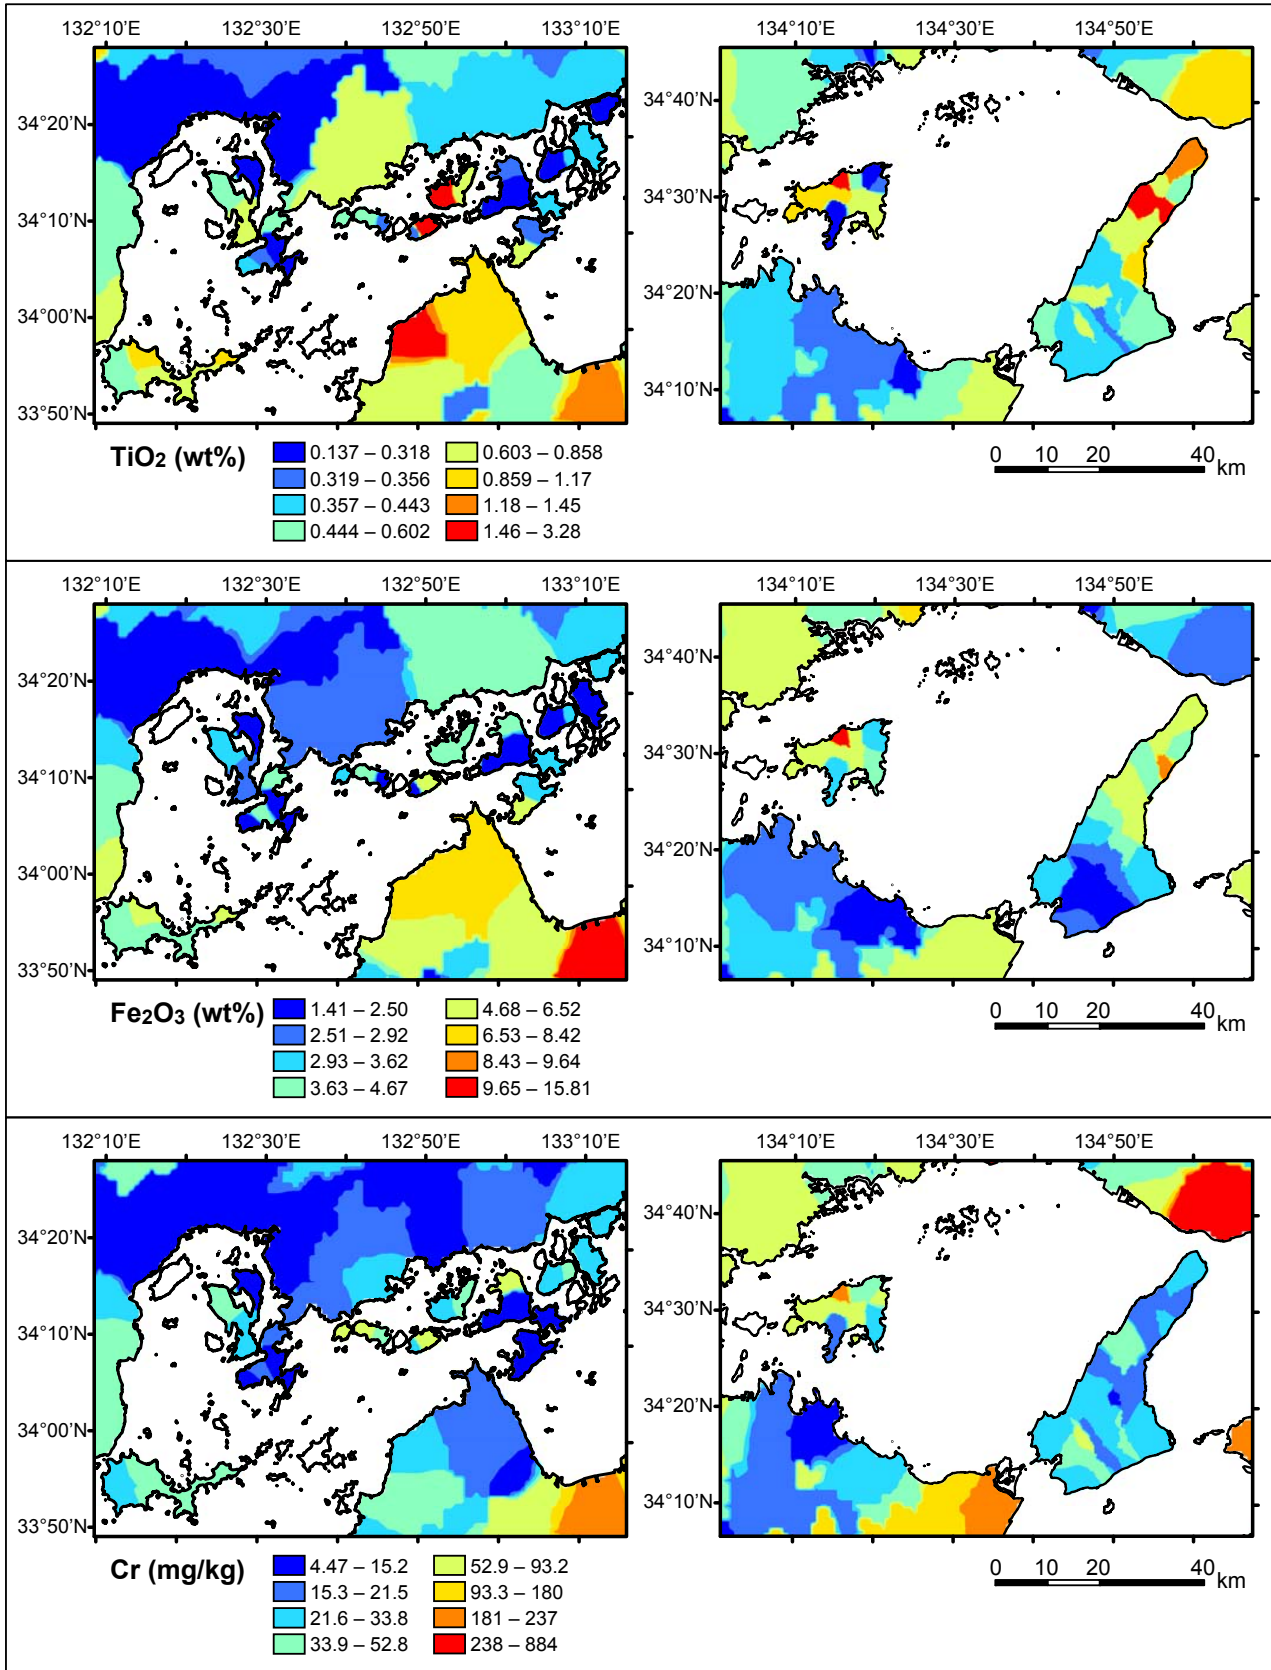 132°10'E 132°30'E 132°50'E 133°10'E 134°10'E 134°30'E 134°50'E
34°20'N
34°10'N
34°00'N
33°50'N
34°40'N
34°30'N
34°20'N
34°10'N
TiO2 (wt%)
0.137 – 0.318
0.319 – 0.356
0.357 – 0.443
0.444 – 0.602
0.603 – 0.858
0.859 – 1.17
1.18 – 1.45
1.46 – 3.28
0 10 20 40 km
132°10'E 132°30'E 132°50'E 133°10'E 134°10'E 134°30'E 134°50'E
34°20'N
34°10'N
34°00'N
33°50'N
34°40'N
34°30'N
34°20'N
34°10'N
Fe2O3 (wt%)
1.41 – 2.50
2.51 – 2.92
2.93 – 3.62
3.63 – 4.67
4.68 – 6.52
6.53 – 8.42
8.43 – 9.64
9.65 – 15.81
0 10 20 40 km
132°10'E 132°30'E 132°50'E 133°10'E 134°10'E 134°30'E 134°50'E
34°20'N
34°10'N
34°00'N
33°50'N
34°40'N
34°30'N
34°20'N
34°10'N
Cr (mg/kg)
4.47 – 15.2
15.3 – 21.5
21.6 – 33.8
33.9 – 52.8
52.9 – 93.2
93.3 – 180
181 – 237
238 – 884
0 10 20 40 km